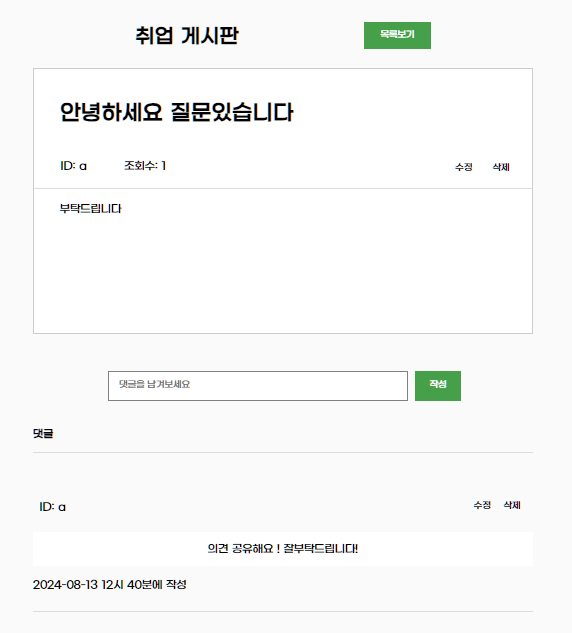 취업 게시판 목록보기
안녕하세요 질문있습니다
ID: a 조회수: 1 수정 삭제
부탁드립니다
댓글을 남겨보세요 작성
댓글
ID: a 수정 삭제
의견 공유해요 ! 잘부탁드립니다!
2024-08-13 12시 40분에 작성